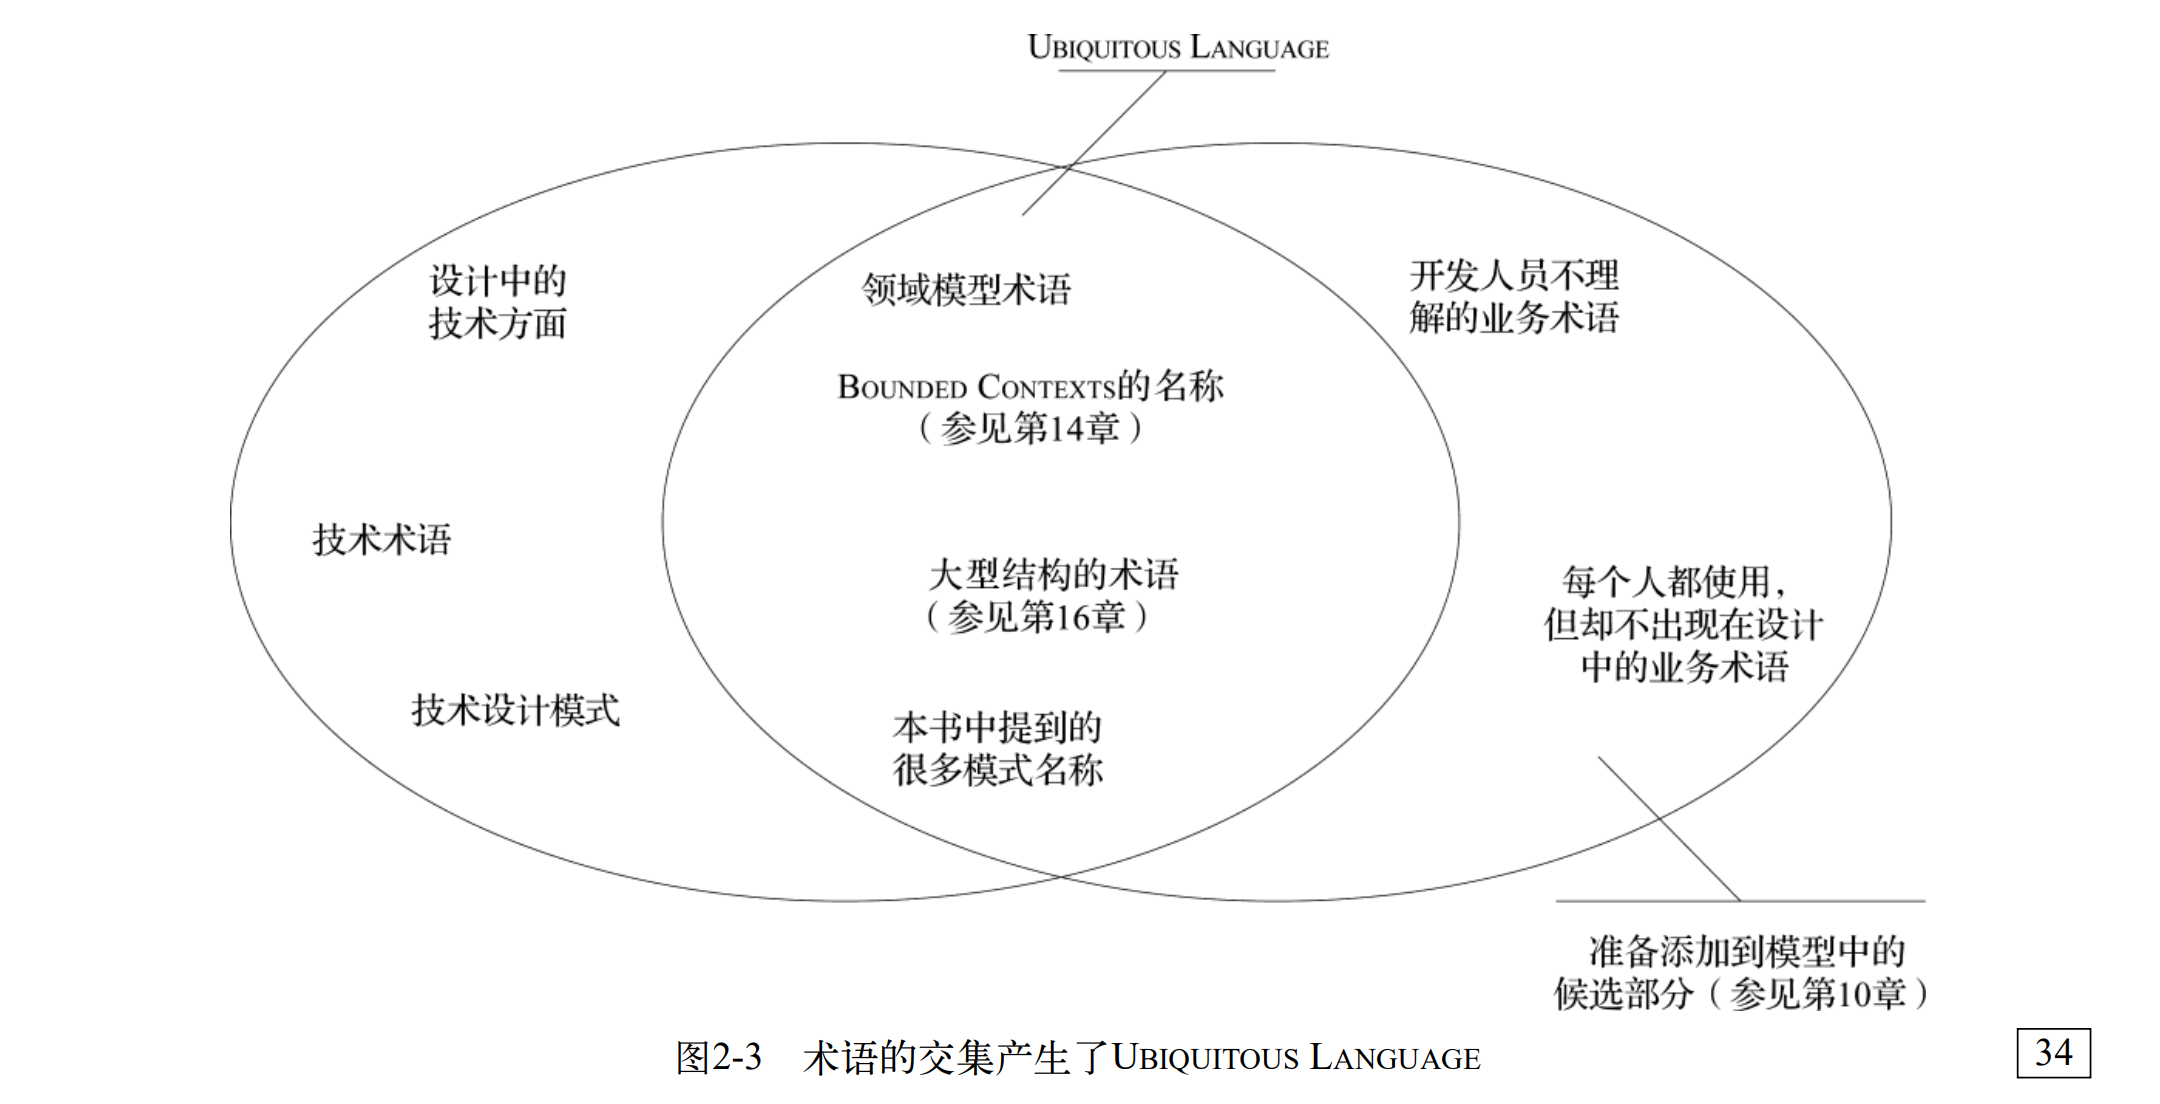 UBIQUITOUS LANGUAGE
设计中的
技术方面
技术术语
技术设计模式
领域模型术语
BOUNDED CONTEXTS的名称
（参见第14章）
大型结构的术语
（参见第16章）
本书中提到的
很多模式名称
开发人员不理
解的业务术语
每个人都使用，
但却不出现在设计
中的业务术语
准备添加到模型中的
候选部分（参见第10章）
图2-3 术语的交集产生了UBIQUITOUS LANGUAGE
34